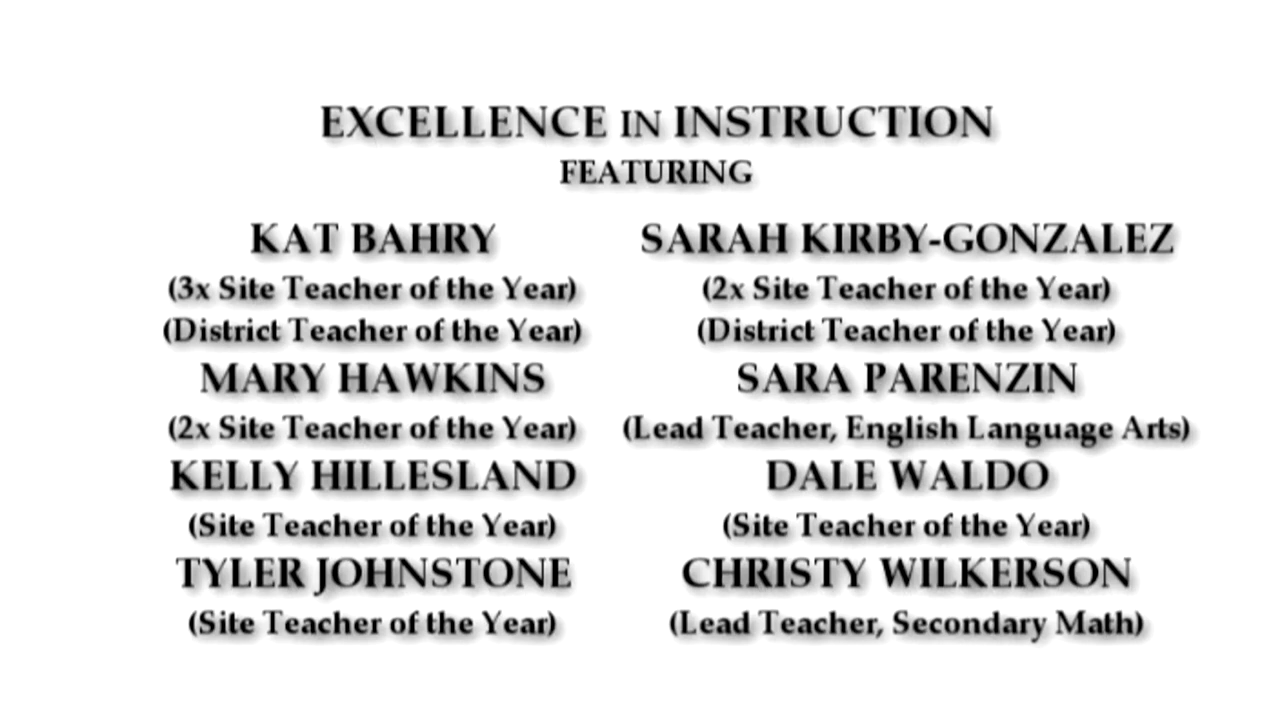 EXCELLENCE IN INSTRUCTION
FEATURING
KAT BAHRY
(3x Site Teacher of the Year)
(District Teacher of the Year)
MARY HAWKINS
(2x Site Teacher of the Year)
KELLY HILLESLAND
(Site Teacher of the Year)
TYLER JOHNSTONE
(Site Teacher of the Year)
SARAH KIRBY-GONZALEZ
(2x Site Teacher of the Year)
(District Teacher of the Year)
SARA PARENZIN
(Lead Teacher, English Language Arts)
DALE WALDO
(Site Teacher of the Year)
CHRISTY WILKERSON
(Lead Teacher, Secondary Math)